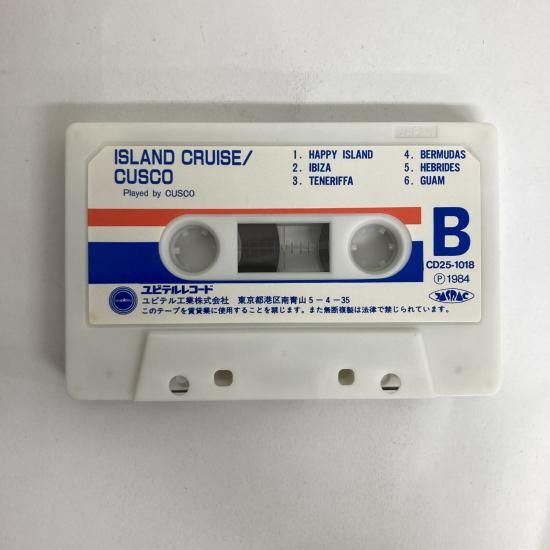 ISLAND CRUISE/
CUSCO
Played by CUSCO
1. HAPPY ISLAND
2. IBIZA
3. TENERIFFA
4. BERMUDAS
5. HEBRIDES
6. GUAM
B
CD25-1018
Ⓟ 1984
JASRAC
ユピテルレコード
ユピテル工業株式会社 東京都港区南青山5-4-35
このテープを賃貸業に使用することを禁じます。また無断複製は法律で禁じられています。